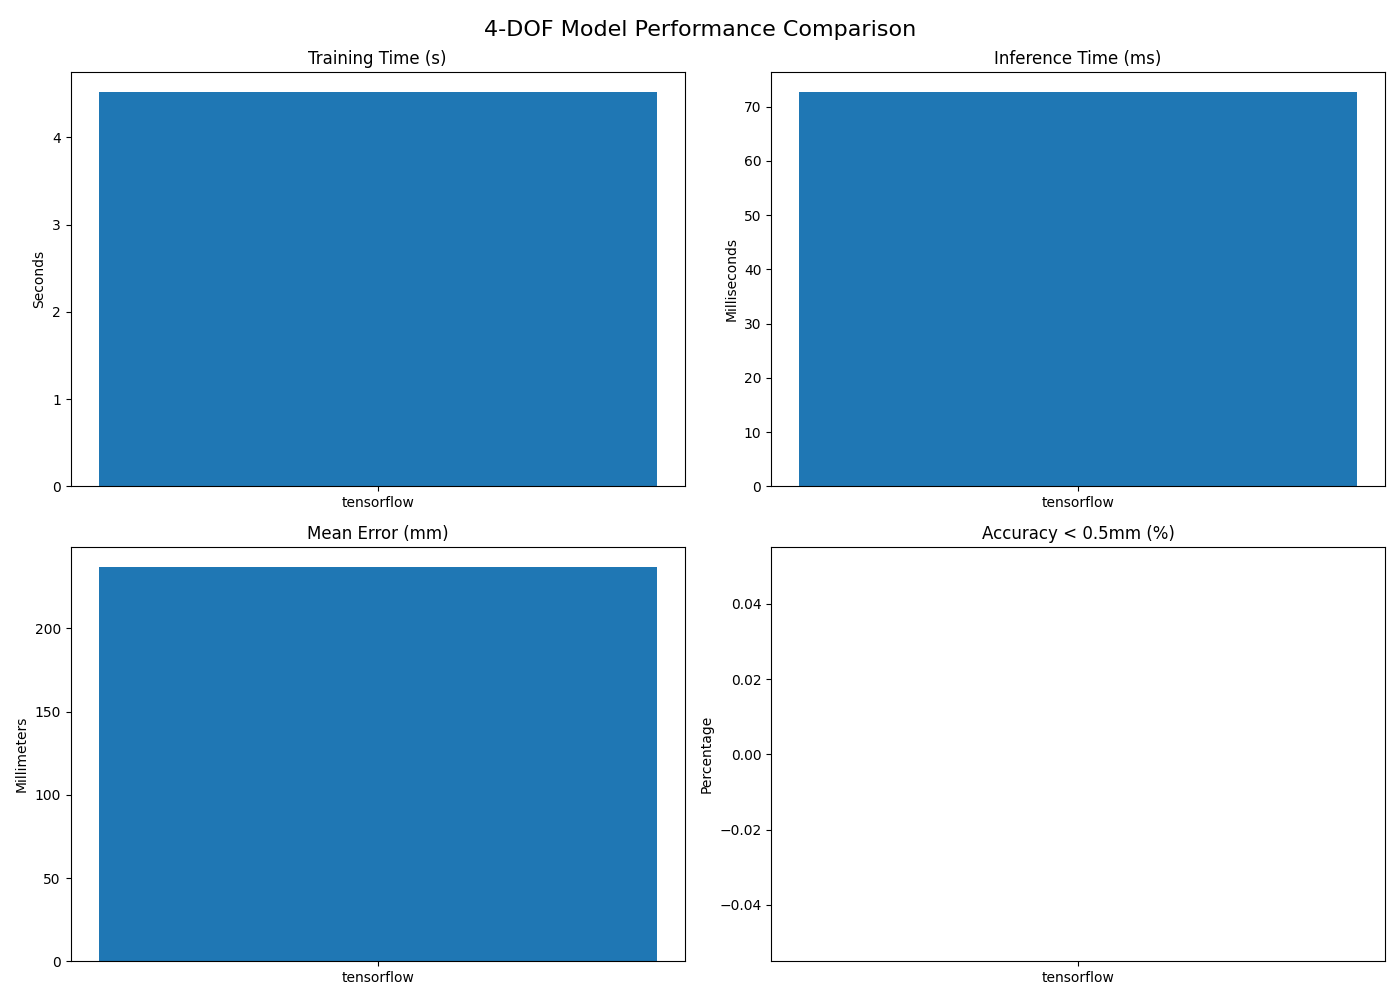 4-DOF Model Performance Comparison
Training Time (s)
4
3
2
1
0
Seconds
tensorflow
Inference Time (ms)
70
60
50
40
30
20
10
0
Milliseconds
tensorflow
Mean Error (mm)
200
150
100
50
0
Millimeters
tensorflow
Accuracy < 0.5mm (%)
0.04
0.02
0.00
−0.02
−0.04
Percentage
tensorflow